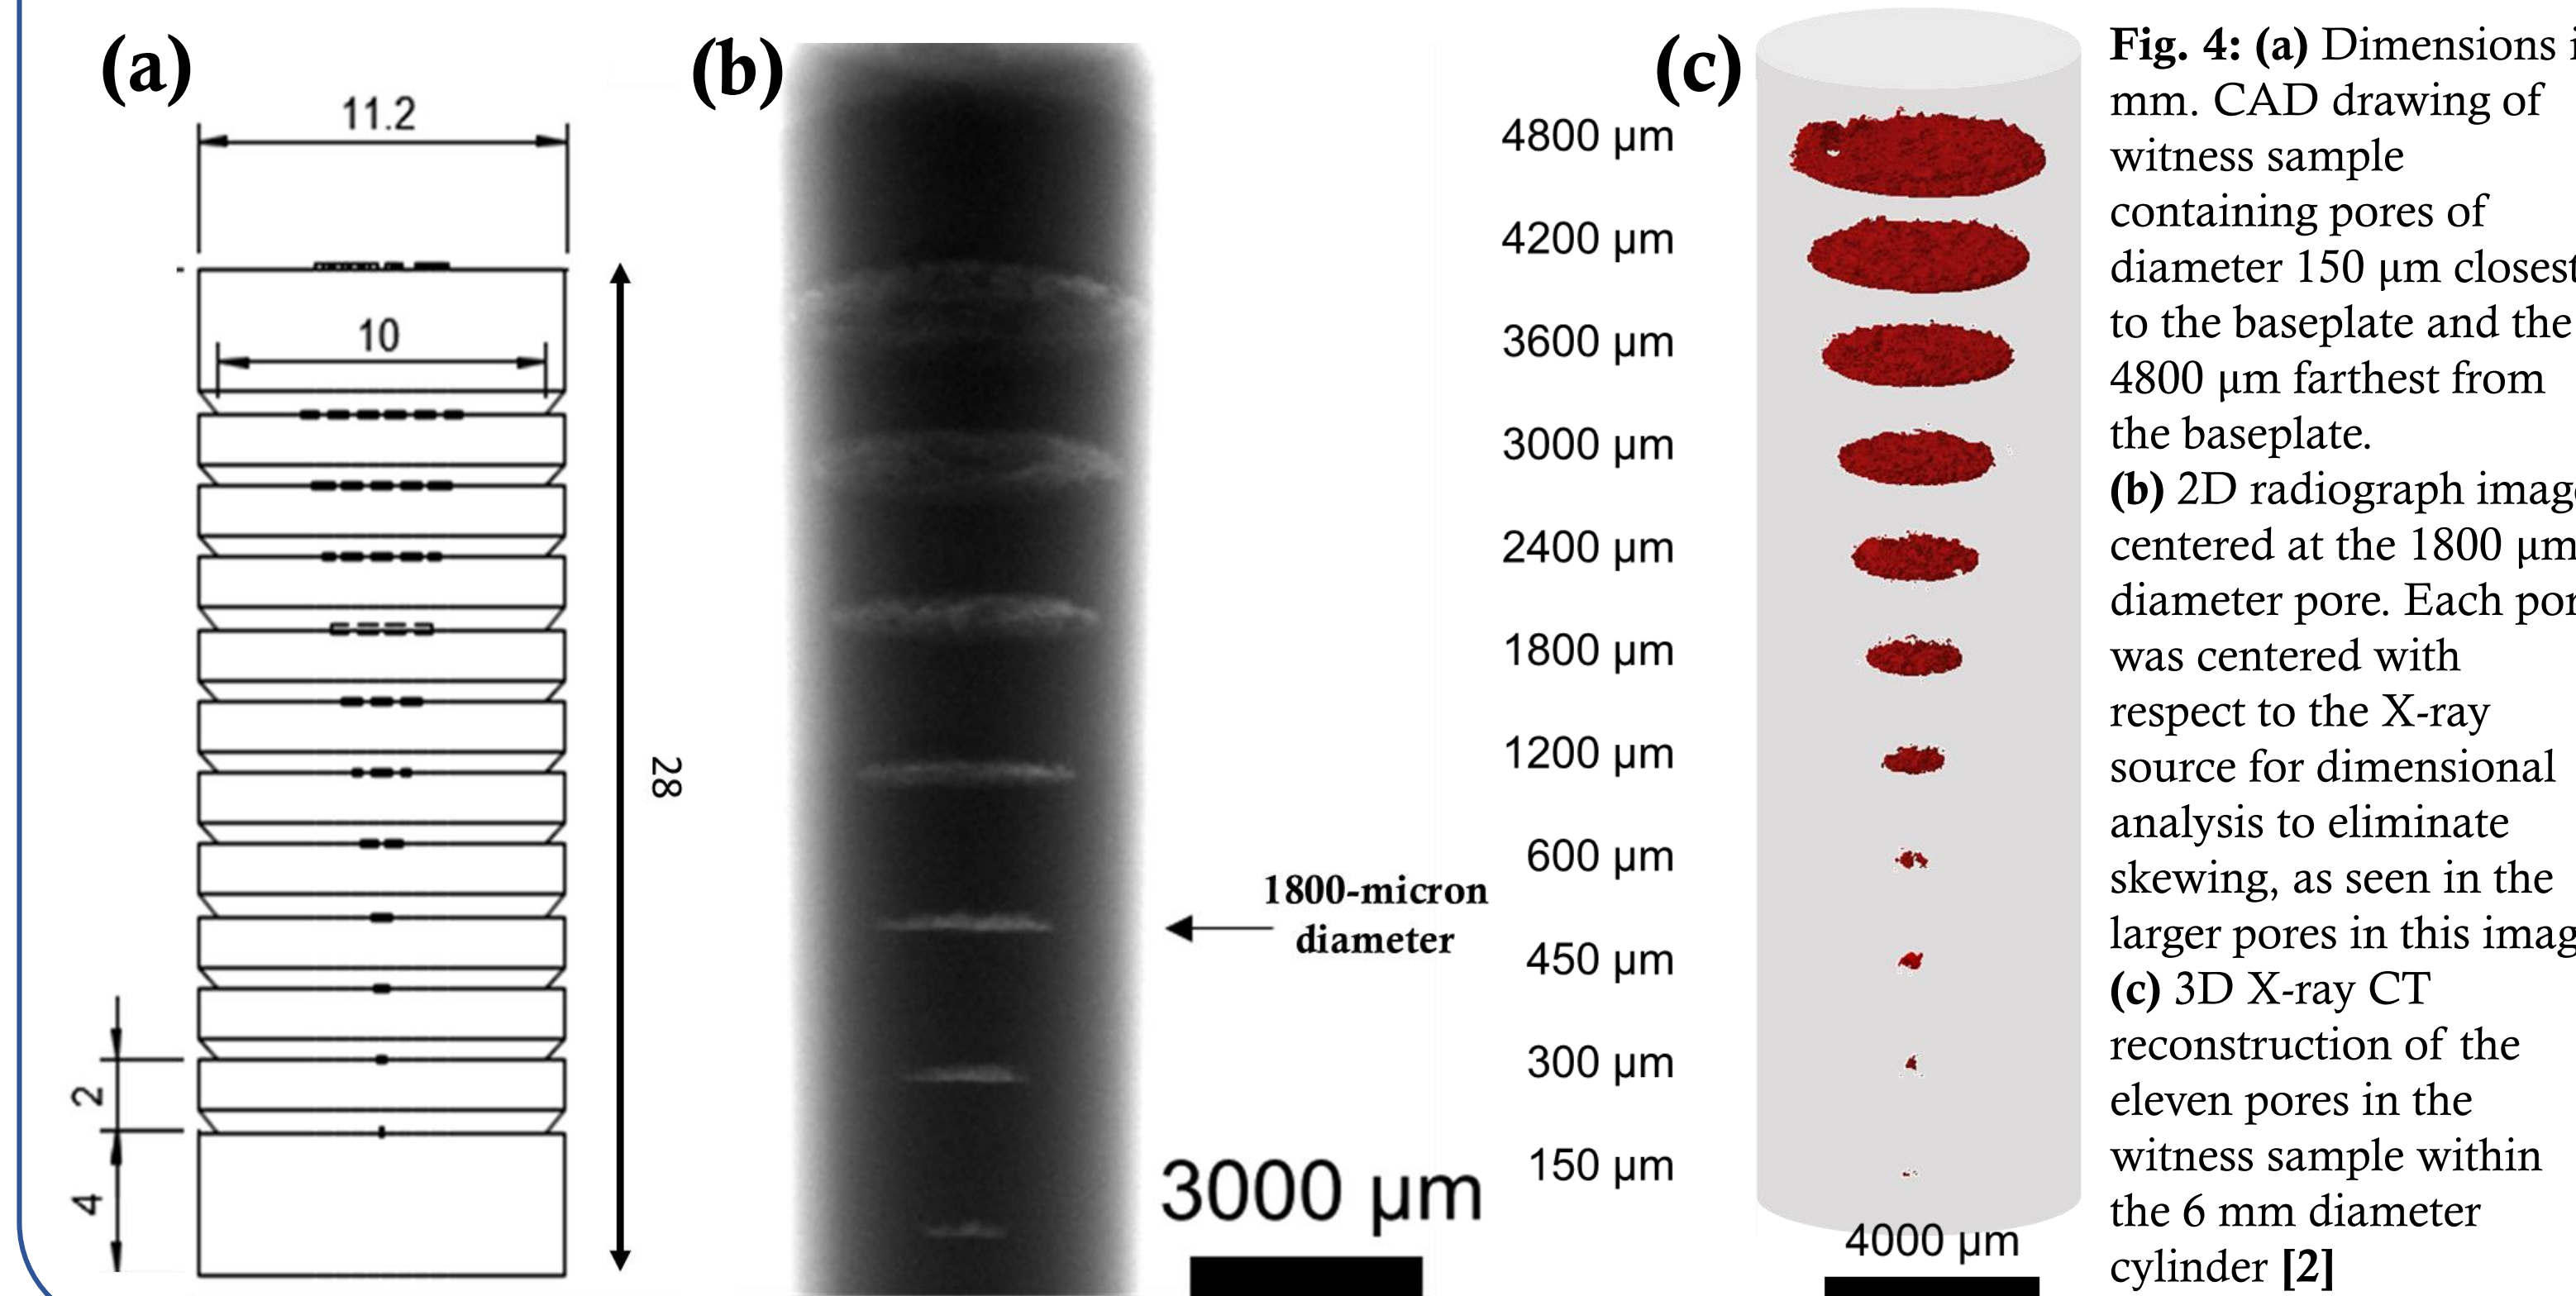 (a)
11.2
10
28
2
4
(b)
1800-micron
diameter
3000 µm
(c)
4800 µm
4200 µm
3600 µm
3000 µm
2400 µm
1800 µm
1200 µm
600 µm
450 µm
300 µm
150 µm
4000 µm
Fig. 4: (a) Dimensions i
mm. CAD drawing of
witness sample
containing pores of
diameter 150 µm closest
to the baseplate and the
4800 µm farthest from
the baseplate.
(b) 2D radiograph imag
centered at the 1800 µm
diameter pore. Each por
was centered with
respect to the X-ray
source for dimensional
analysis to eliminate
skewing, as seen in the
larger pores in this imag
(c) 3D X-ray CT
reconstruction of the
eleven pores in the
witness sample within
the 6 mm diameter
cylinder [2]